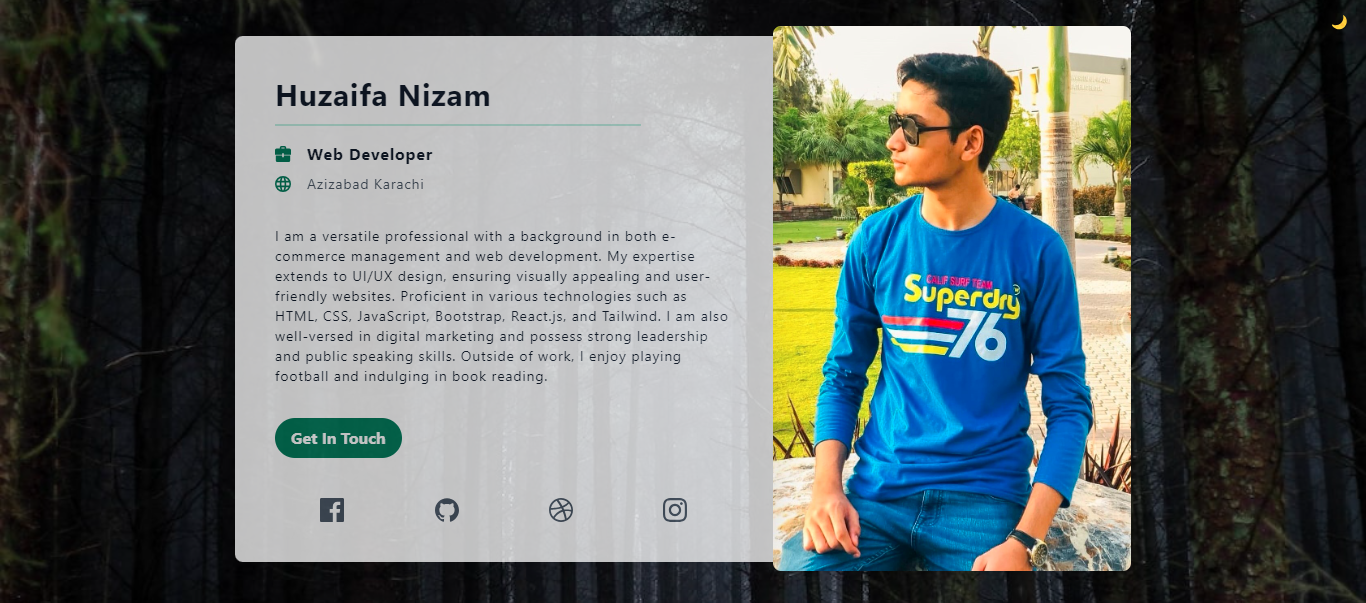 Huzaifa Nizam
Web Developer
Azizabad Karachi
I am a versatile professional with a background in both e-
commerce management and web development. My expertise
extends to UI/UX design, ensuring visually appealing and user-
friendly websites. Proficient in various technologies such as
HTML, CSS, JavaScript, Bootstrap, React.js, and Tailwind. I am also
well-versed in digital marketing and possess strong leadership
and public speaking skills. Outside of work, I enjoy playing
football and indulging in book reading.
Get In Touch
CALIF SURF TEAM
Superdry
76